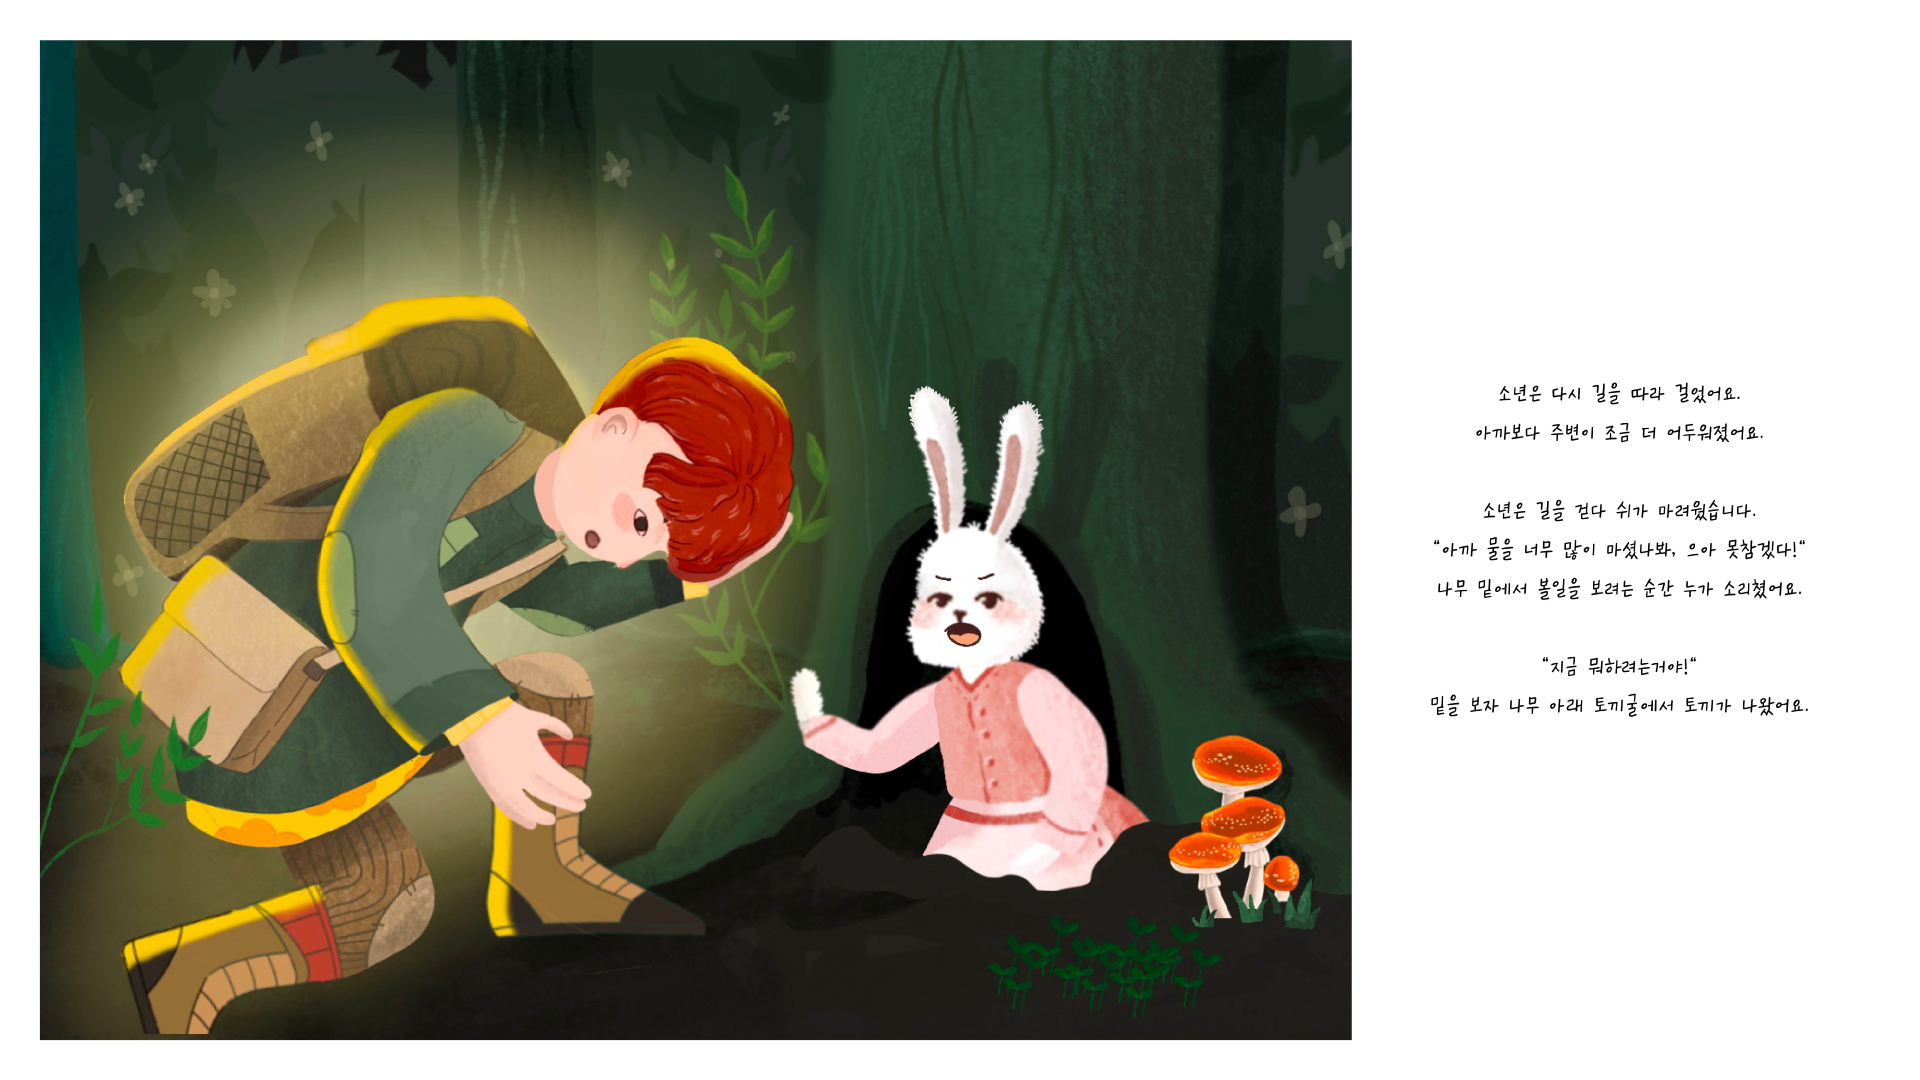 소년은 다시 길을 따라 걸었어요.
아까보다 주변이 조금 더 어두워졌어요.
소년은 길을 걷다 쉬가 마려웠습니다.
“아까 물을 너무 많이 마셨나봐, 으아 못참겠다!“
나무 밑에서 볼일을 보려는 순간 누가 소리쳤어요.
“지금 뭐하려는거야!“
밑을 보자 나무 아래 토끼굴에서 토끼가 나왔어요.